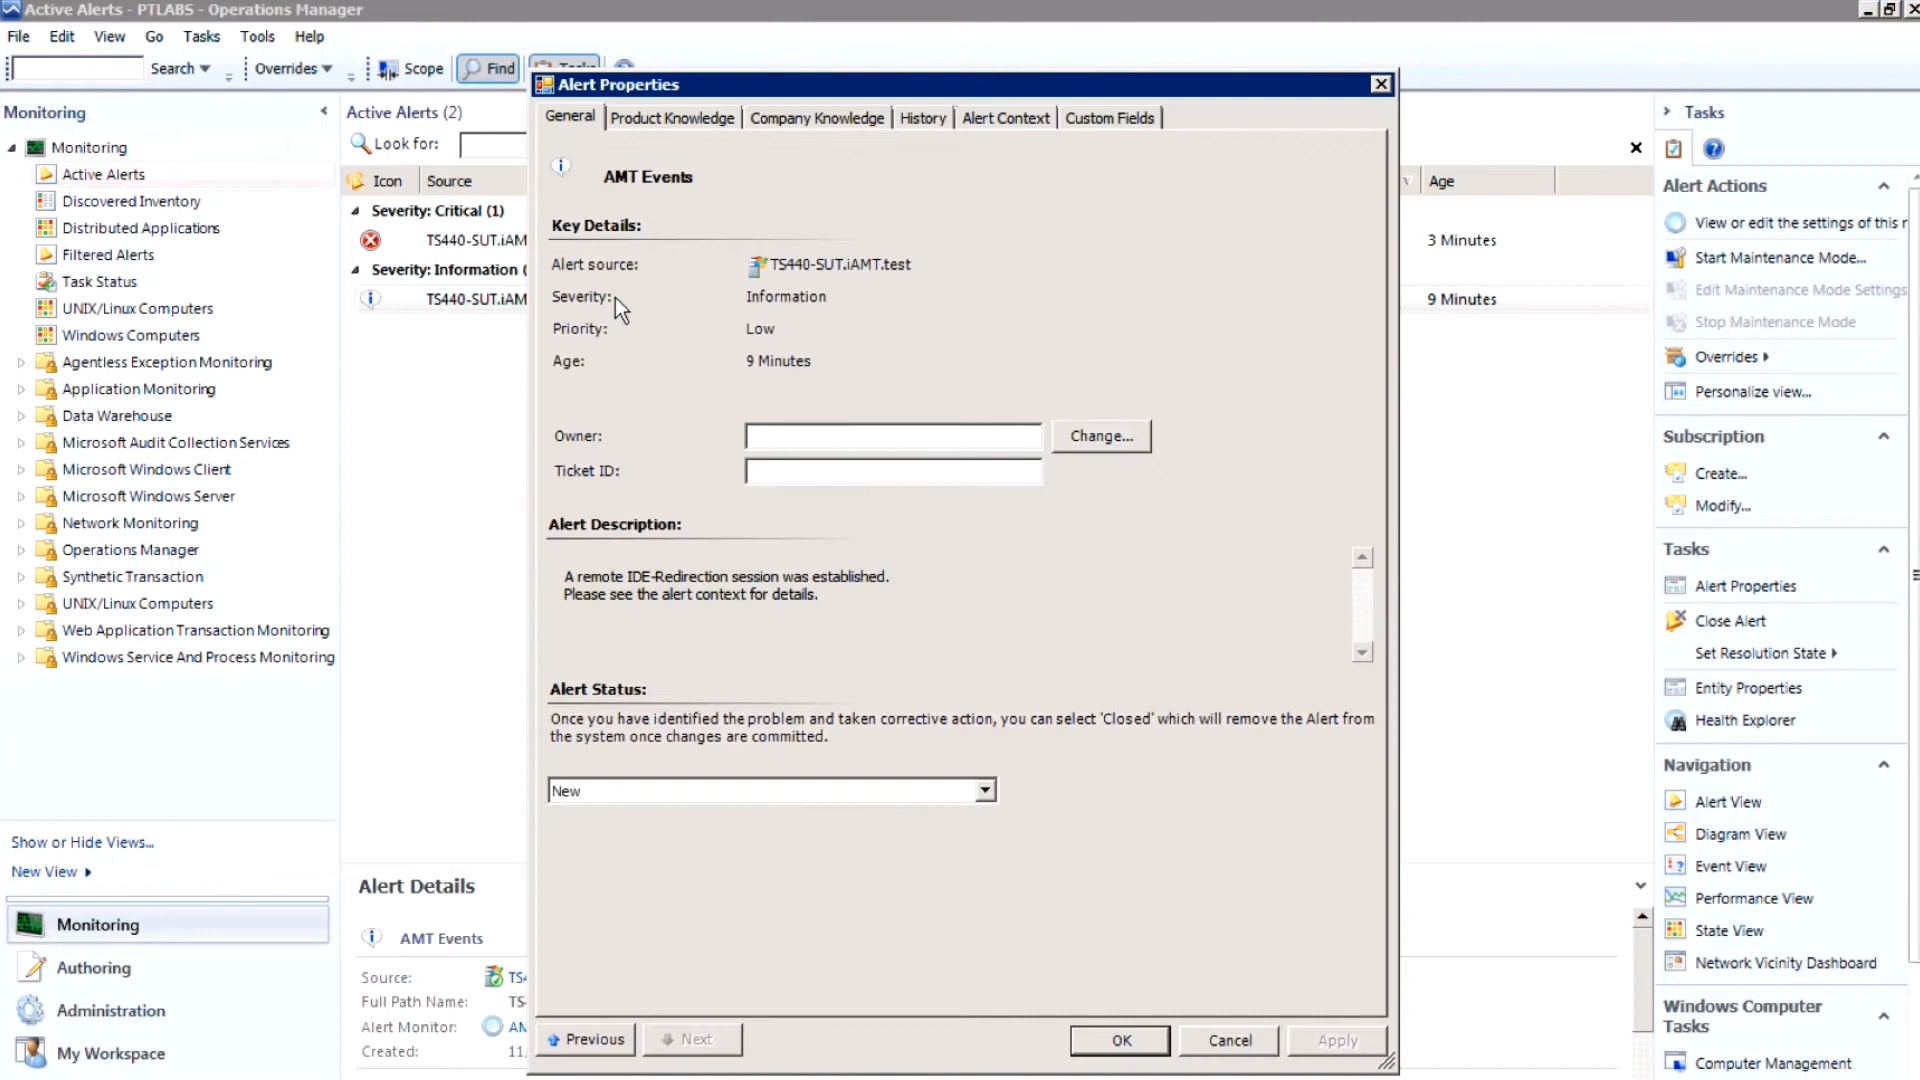 Active Alerts - PTLABS - Operations Manager
File Edit View Go Tasks Tools Help
Search Overrides Scope Find Tasks
Monitoring
Monitoring
Active Alerts
Discovered Inventory
Distributed Applications
Filtered Alerts
Task Status
UNIX/Linux Computers
Windows Computers
Agentless Exception Monitoring
Application Monitoring
Data Warehouse
Microsoft Audit Collection Services
Microsoft Windows Client
Microsoft Windows Server
Network Monitoring
Operations Manager
Synthetic Transaction
UNIX/Linux Computers
Web Application Transaction Monitoring
Windows Service And Process Monitoring
Show or Hide Views...
New View
Monitoring
Authoring
Administration
My Workspace
Active Alerts (2)
Look for:
Icon Source Age
Severity: Critical (1)
TS440-SUT.iAM 3 Minutes
Severity: Information (
TS440-SUT.iAM 9 Minutes
Alert Details
AMT Events
Source: TS4
Full Path Name: TS
Alert Monitor: AM
Created: 11
Alert Properties
General Product Knowledge Company Knowledge History Alert Context Custom Fields
AMT Events
Key Details:
Alert source: TS440-SUT.iAMT.test
Severity: Information
Priority: Low
Age: 9 Minutes
Owner: Change...
Ticket ID:
Alert Description:
A remote IDE-Redirection session was established.
Please see the alert context for details.
Alert Status:
Once you have identified the problem and taken corrective action, you can select 'Closed' which will remove the Alert from
the system once changes are committed.
New
Previous Next OK Cancel Apply
Tasks
Alert Actions
View or edit the settings of this r
Start Maintenance Mode...
Edit Maintenance Mode Settings
Stop Maintenance Mode
Overrides
Personalize view...
Subscription
Create...
Modify...
Tasks
Alert Properties
Close Alert
Set Resolution State
Entity Properties
Health Explorer
Navigation
Alert View
Diagram View
Event View
Performance View
State View
Network Vicinity Dashboard
Windows Computer
Tasks
Computer Management